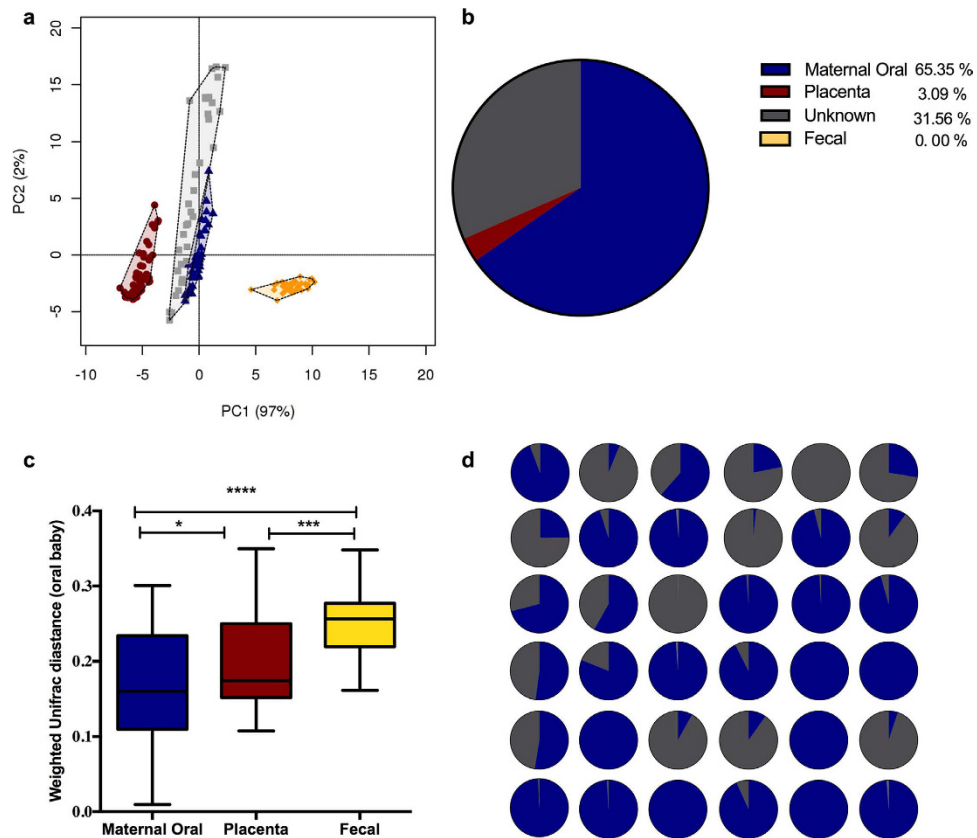 a
20
15
10
5
0
-5
PC2 (2%)
-10 -5 0 5 10 15 20
PC1 (97%)
b
Maternal Oral 65.35 %
Placenta 3.09 %
Unknown 31.56 %
Fecal 0. 00 %
c
****
* ***
0.4
0.3
0.2
0.1
0.0
Weighted Unifrac diastance (oral baby)
Maternal Oral Placenta Fecal
d